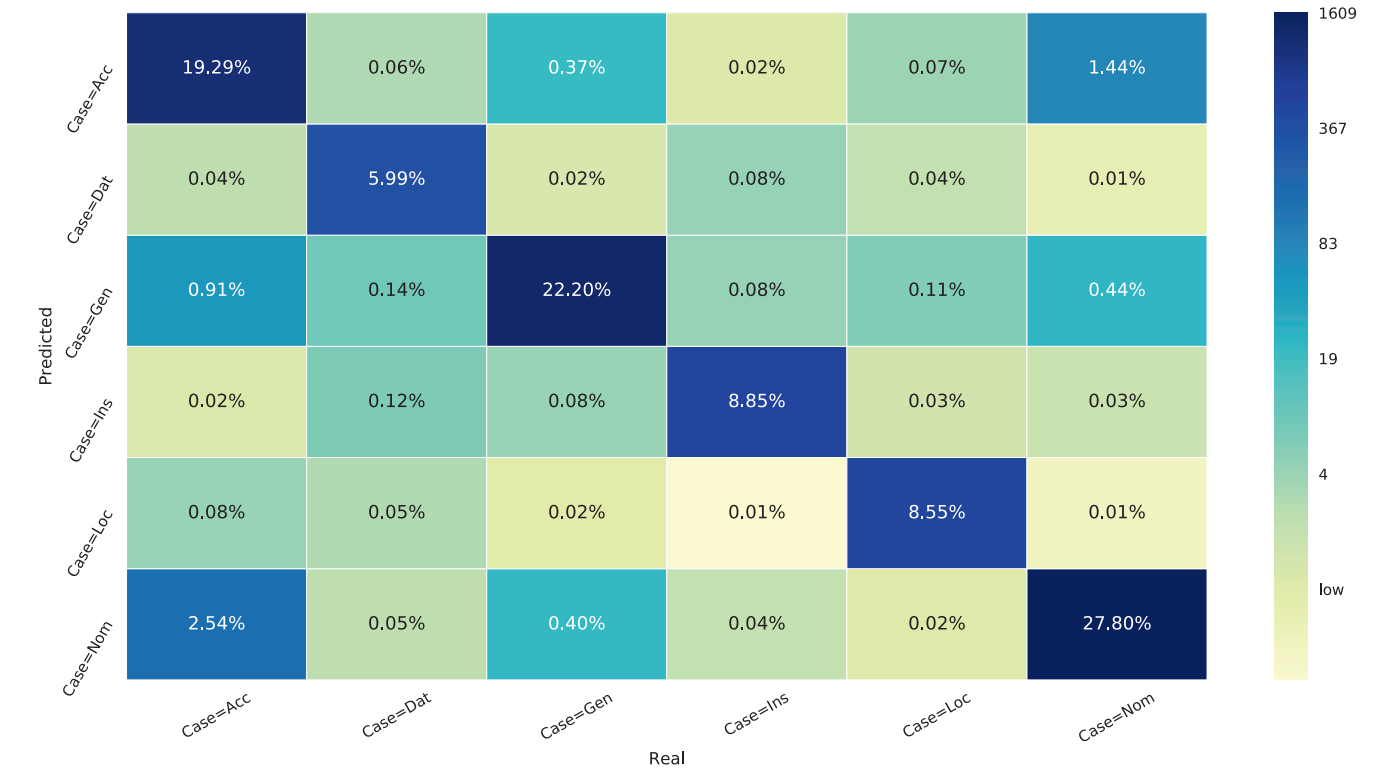 Predicted
Case=Acc 19.29% 0.06% 0.37% 0.02% 0.07% 1.44%
Case=Dat 0.04% 5.99% 0.02% 0.08% 0.04% 0.01%
Case=Gen 0.91% 0.14% 22.20% 0.08% 0.11% 0.44%
Case=Ins 0.02% 0.12% 0.08% 8.85% 0.03% 0.03%
Case=Loc 0.08% 0.05% 0.02% 0.01% 8.55% 0.01%
Case=Nom 2.54% 0.05% 0.40% 0.04% 0.02% 27.80%
Case=Acc Case=Dat Case=Gen Case=Ins Case=Loc Case=Nom
Real
1609
367
83
19
4
low